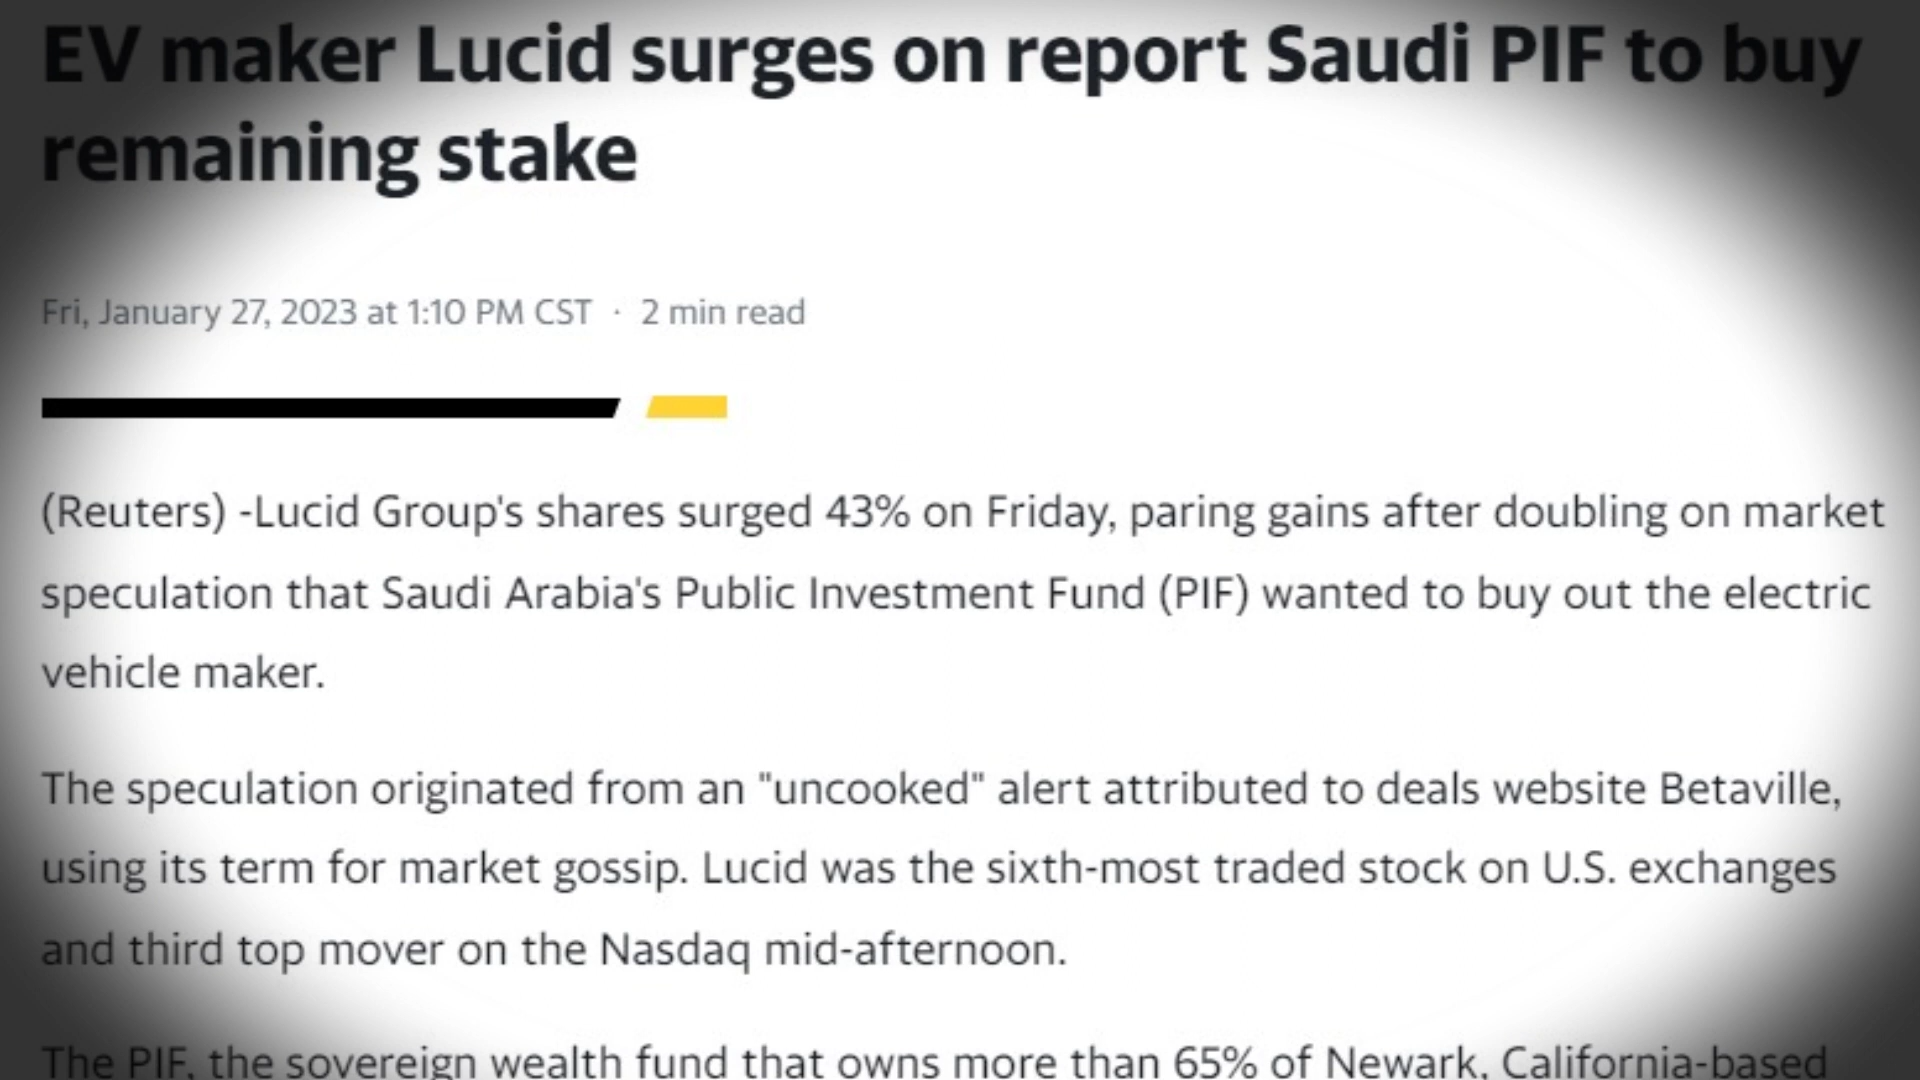 EV maker Lucid surges on report Saudi PIF to buy
remaining stake
Fri, January 27, 2023 at 1:10 PM CST · 2 min read
(Reuters) -Lucid Group's shares surged 43% on Friday, paring gains after doubling on market
speculation that Saudi Arabia's Public Investment Fund (PIF) wanted to buy out the electric
vehicle maker.
The speculation originated from an "uncooked" alert attributed to deals website Betaville,
using its term for market gossip. Lucid was the sixth-most traded stock on U.S. exchanges
and third top mover on the Nasdaq mid-afternoon.
The PIF, the sovereign wealth fund that owns more than 65% of Newark, California-based